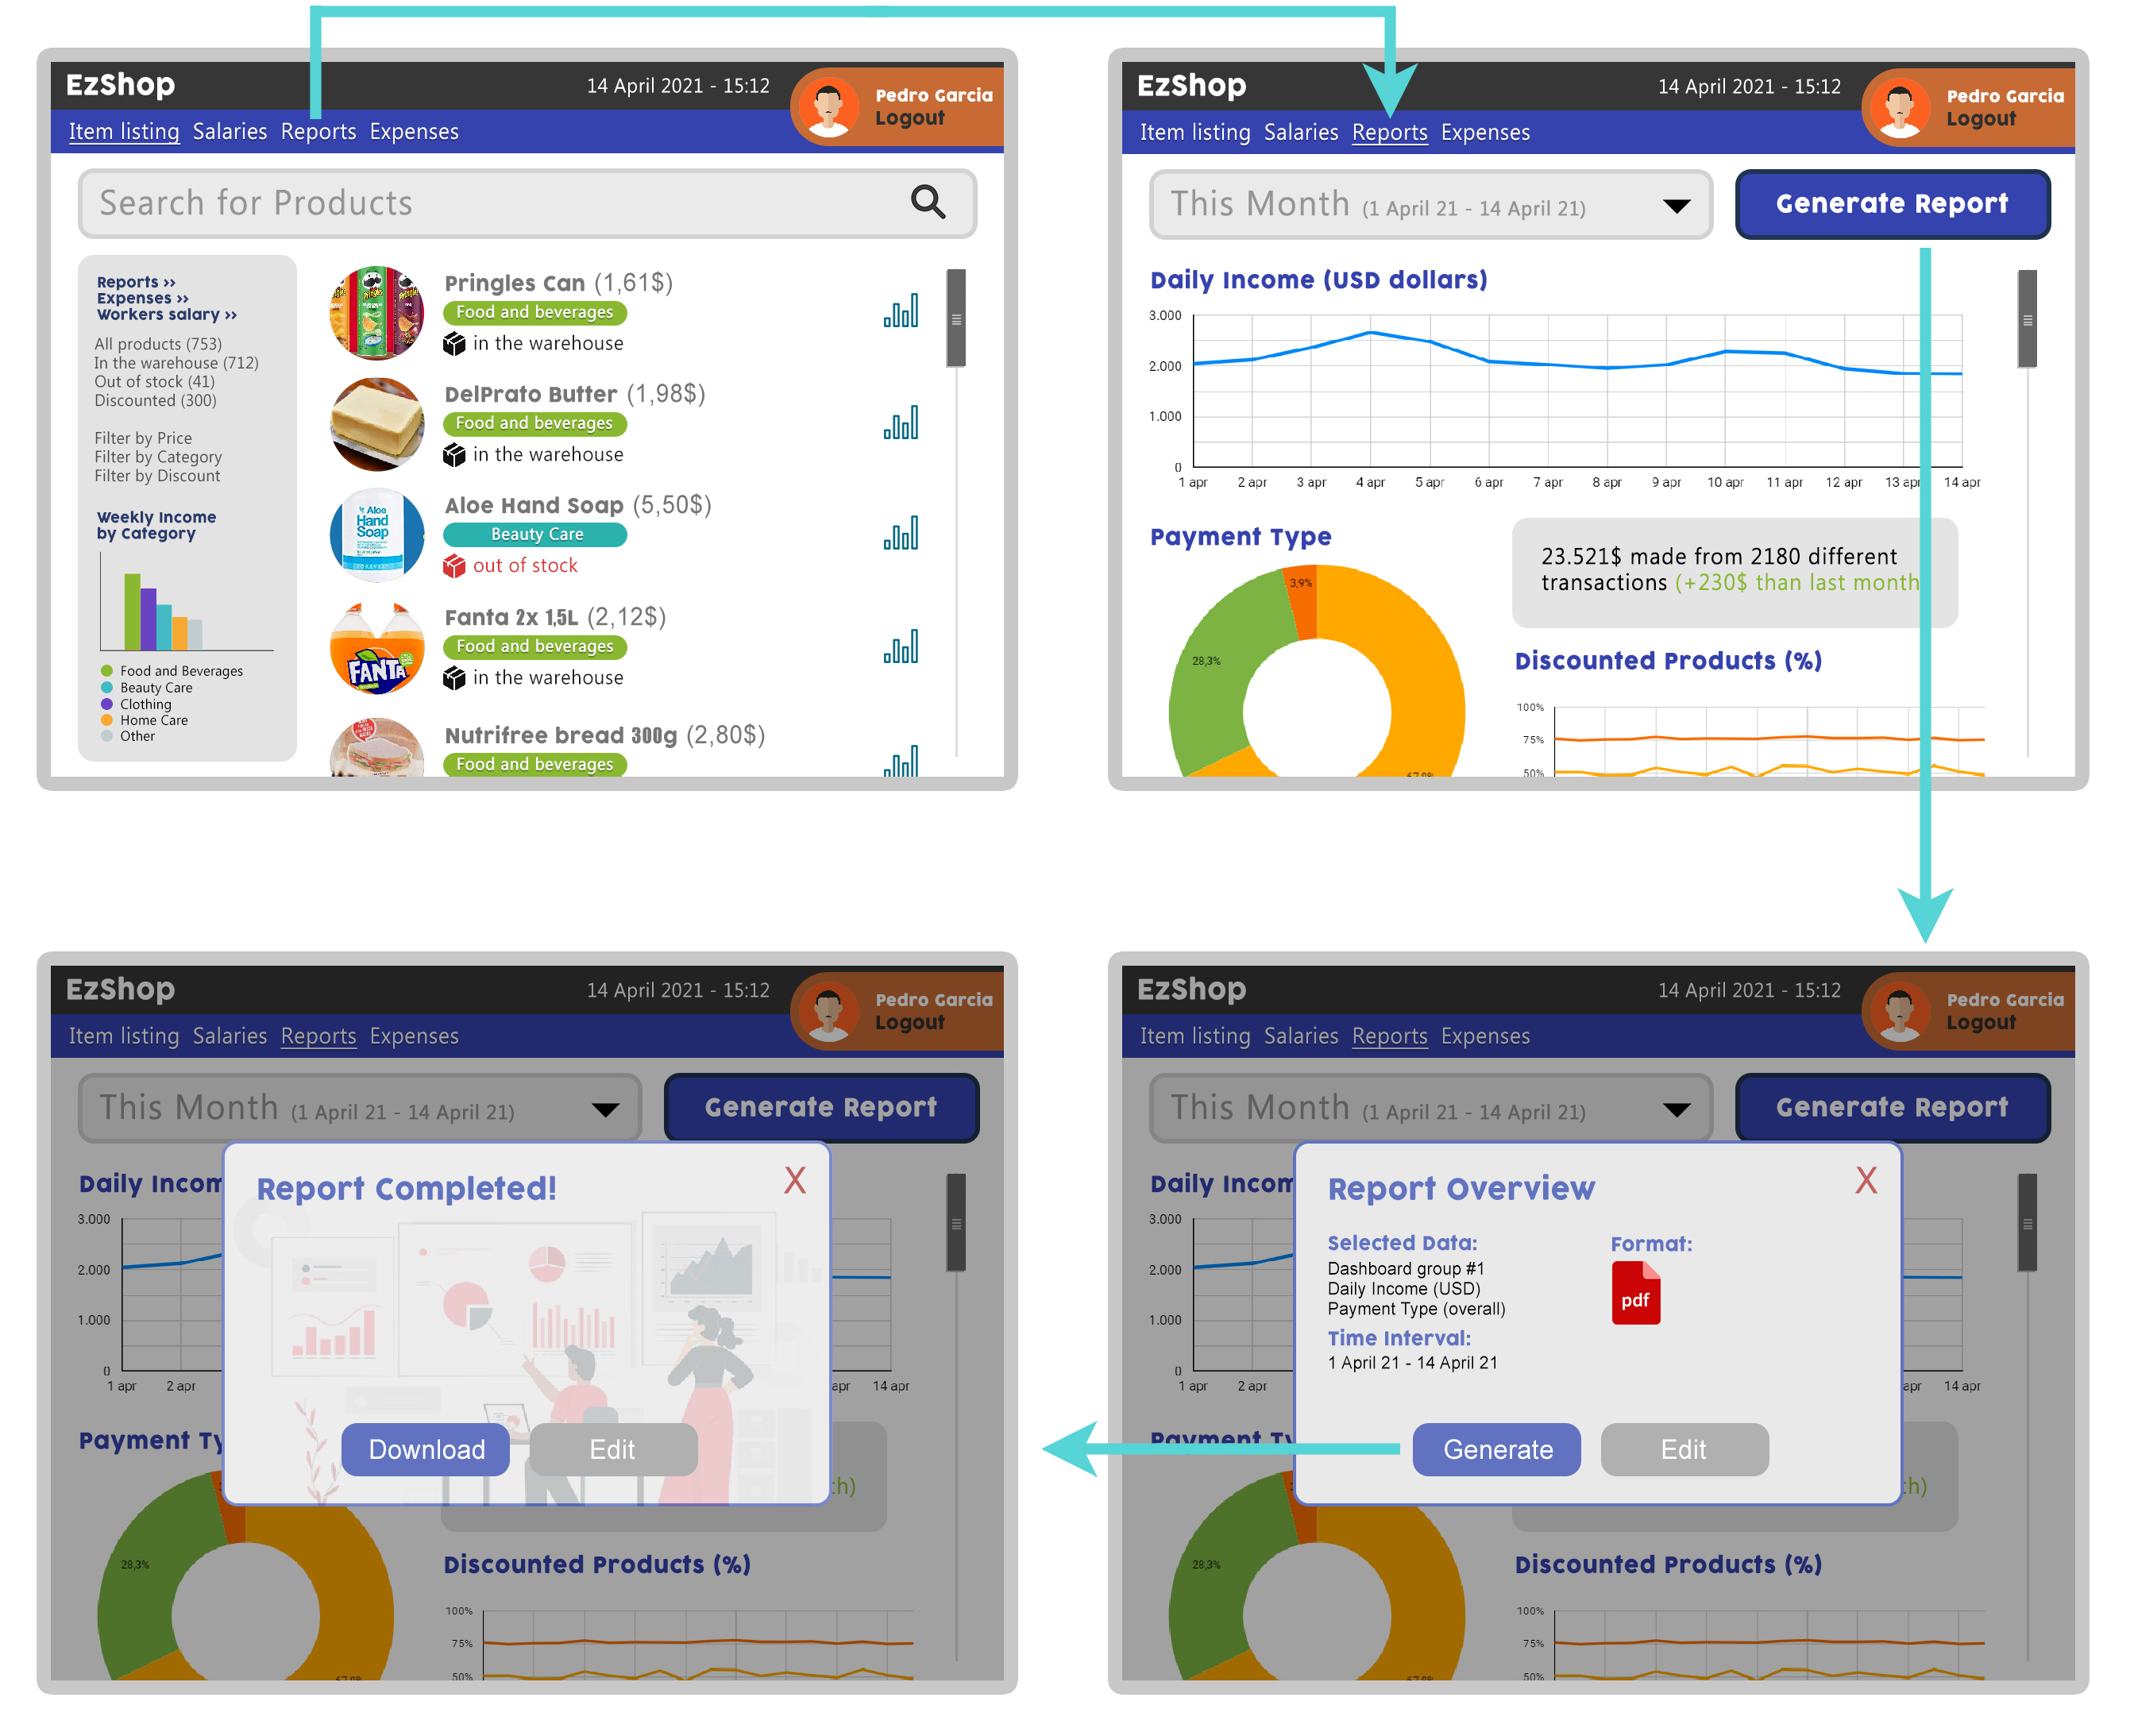 EzShop
14 April 2021 - 15:12
Pedro Garcia
Logout
Item listing Salaries Reports Expenses
Search for Products
Reports >>
Expenses >>
Workers salary >>
All products (753)
In the warehouse (712)
Out of stock (41)
Discounted (300)
Filter by Price
Filter by Category
Filter by Discount
Weekly Income
by Category
Food and Beverages
Beauty Care
Clothing
Home Care
Other
Pringles Can (1,61$)
Food and beverages
in the warehouse
DelPrato Butter (1,98$)
Food and beverages
in the warehouse
Aloe
Hand
Soap
Aloe Hand Soap (5,50$)
Beauty Care
out of stock
FANTA
Fanta 2x 1,5L (2,12$)
Food and beverages
in the warehouse
Nutrifree bread 300g (2,80$)
Food and beverages
EzShop
14 April 2021 - 15:12
Pedro Garcia
Logout
Item listing Salaries Reports Expenses
This Month (1 April 21 - 14 April 21)
Generate Report
Daily Income (USD dollars)
3.000
2.000
1.000
0
1 apr 2 apr 3 apr 4 apr 5 apr 6 apr 7 apr 8 apr 9 apr 10 apr 11 apr 12 apr 13 apr 14 apr
Payment Type
3,9%
28,3%
23.521$ made from 2180 different
transactions (+230$ than last month
Discounted Products (%)
100%
75%
50%
EzShop
14 April 2021 - 15:12
Pedro Garcia
Logout
Item listing Salaries Reports Expenses
This Month (1 April 21 - 14 April 21)
Generate Report
Daily Incom
3.000
2.000
1.000
0
1 apr 2 apr
apr 14 apr
Report Completed!
X
Download
Edit
Payment Ty
th)
28,3%
Discounted Products (%)
100%
75%
50%
EzShop
14 April 2021 - 15:12
Pedro Garcia
Logout
Item listing Salaries Reports Expenses
This Month (1 April 21 - 14 April 21)
Generate Report
Daily Incom
3.000
2.000
1.000
0
1 apr 2 apr
apr 14 apr
Report Overview
X
Selected Data:
Dashboard group #1
Daily Income (USD)
Payment Type (overall)
Time Interval:
1 April 21 - 14 April 21
Format:
pdf
Generate
Edit
Payment Ty
th)
28,3%
Discounted Products (%)
100%
75%
50%